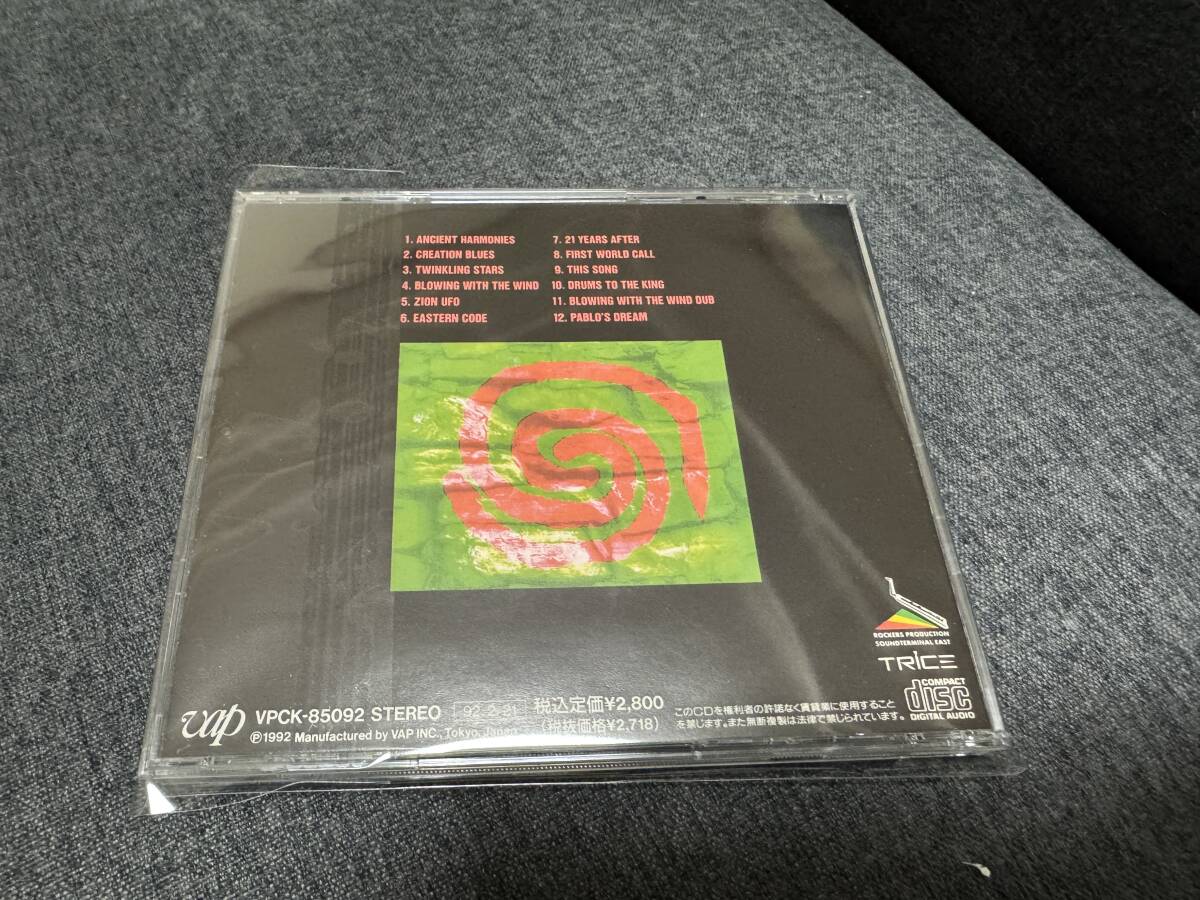 1. ANCIENT HARMONIES
2. CREATION BLUES
3. TWINKLING STARS
4. BLOWING WITH THE WIND
5. ZION UFO
6. EASTERN CODE
7. 21 YEARS AFTER
8. FIRST WORLD CALL
9. THIS SONG
10. DRUMS TO THE KING
11. BLOWING WITH THE WIND DUB
12. PABLO'S DREAM
ROCKERS PRODUCTION
SOUNDTERMINAL EAST
TRICE
COMPACT
disc
DIGITAL AUDIO
vap VPCK-85092 STEREO
Ⓟ1992 Manufactured by VAP INC., Tokyo, Japan
税込定価¥2,800
(税抜価格¥2,718)
このCDを権利者の許諾なく賃貸業に使用すること
を禁じます。また無断複製は法律で禁じられています。